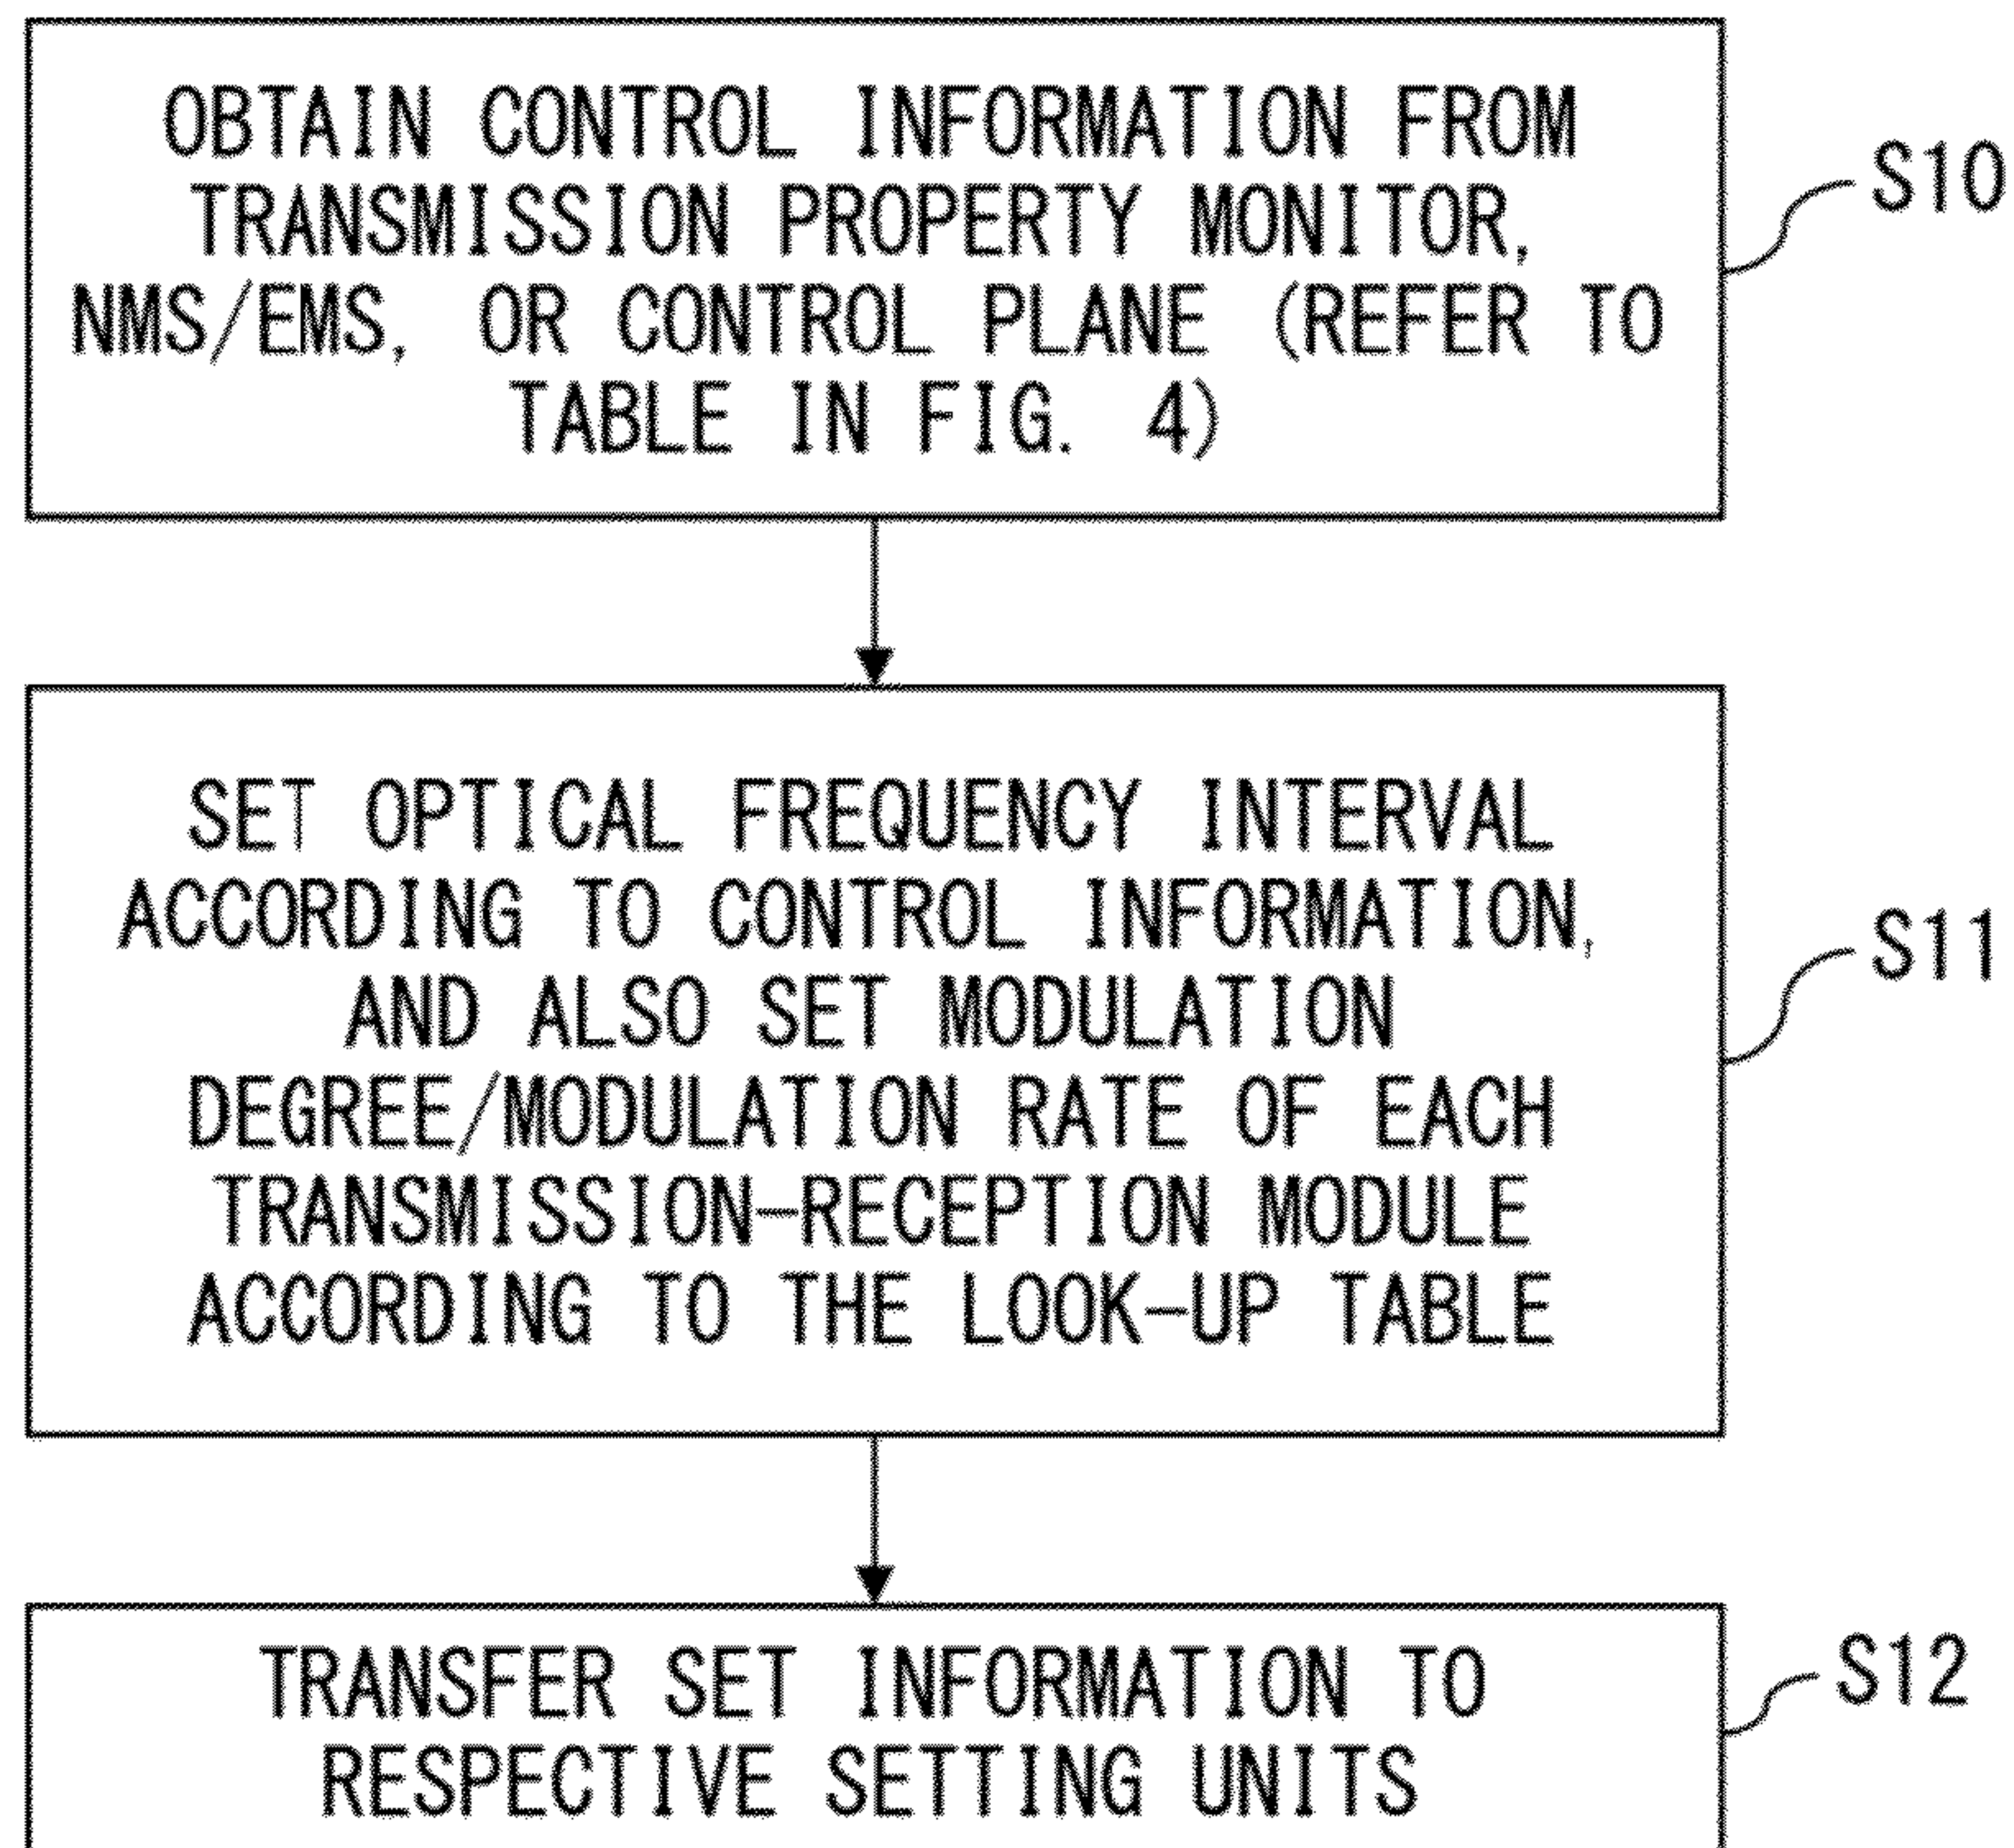 OBTAIN CONTROL INFORMATION FROM
TRANSMISSION PROPERTY MONITOR,
NMS/EMS, OR CONTROL PLANE (REFER TO
TABLE IN FIG. 4)
S10
SET OPTICAL FREQUENCY INTERVAL
ACCORDING TO CONTROL INFORMATION,
AND ALSO SET MODULATION
DEGREE/MODULATION RATE OF EACH
TRANSMISSION-RECEPTION MODULE
ACCORDING TO THE LOOK-UP TABLE
S11
TRANSFER SET INFORMATION TO
RESPECTIVE SETTING UNITS
S12